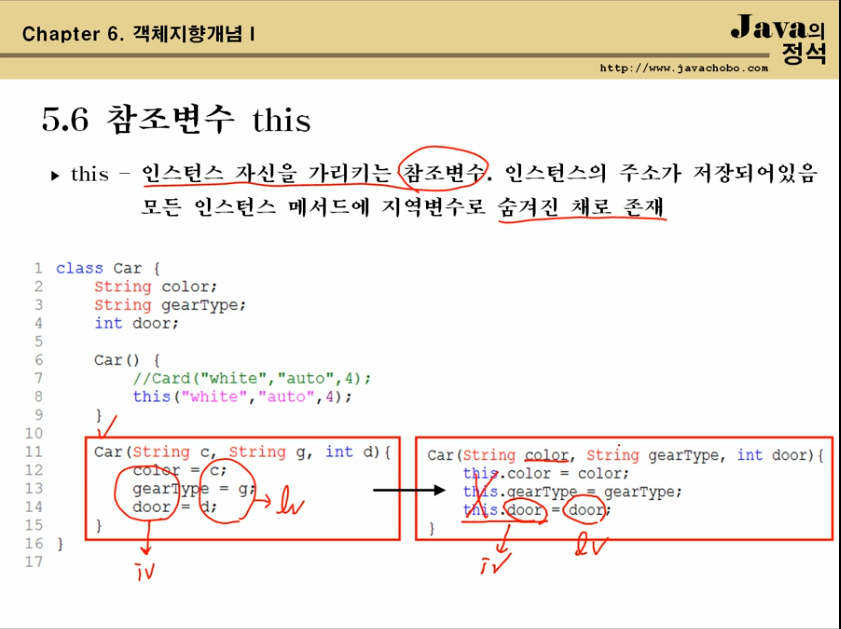 Chapter 6. 객체지향개념 I
Java의
정석
http://www.javachobo.com
5.6 참조변수 this
▶ this - 인스턴스 자신을 가리키는 참조변수. 인스턴스의 주소가 저장되어있음
모든 인스턴스 메서드에 지역변수로 숨겨진 채로 존재
1 class Car {
2     String color;
3     String gearType;
4     int door;
5
6     Car() {
7         //Card("white","auto",4);
8         this("white","auto",4);
9     }
10
11     Car(String c, String g, int d){
12         color = c;
13         gearType = g;
14         door = d;
15     }
16 }
17
lv
iv
Car(String color, String gearType, int door){
    this.color = color;
    this.gearType = gearType;
    this.door = door;
}
iv
lv